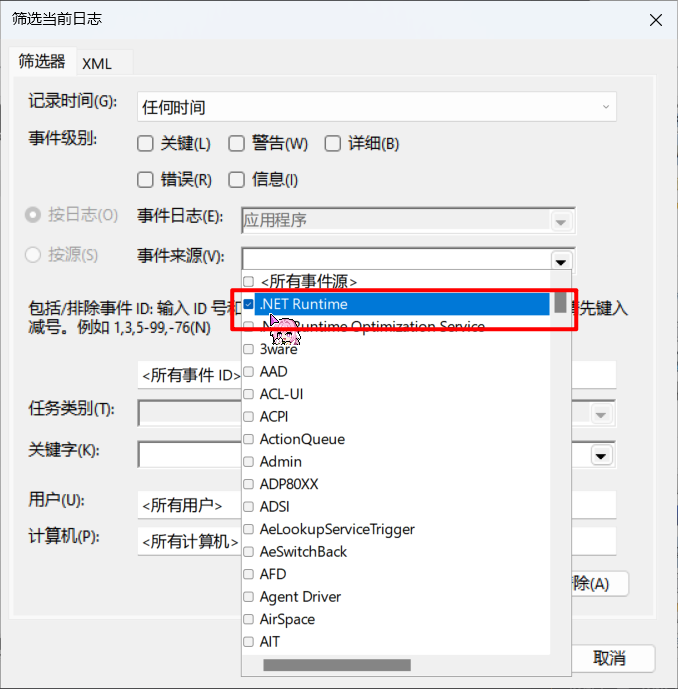 筛选当前日志
筛选器 XML
记录时间(G): 任何时间
事件级别: 关键(L) 警告(W) 详细(B)
错误(R) 信息(I)
按日志(O) 事件日志(E): 应用程序
按源(S) 事件来源(V):
<所有事件源>
.NET Runtime
包括/排除事件 ID: 输入 ID 号和 先键入
减号。例如 1,3,5-99,-76(N)
Runtime Optimization Service
3ware
<所有事件 ID>
AAD
ACL-UI
任务类别(T):
ACPI
ActionQueue
关键字(K):
Admin
ADP80XX
用户(U): <所有用户>
ADSI
AeLookupServiceTrigger
计算机(P): <所有计算机>
AeSwitchBack
AFD
除(A)
Agent Driver
AirSpace
AIT
取消